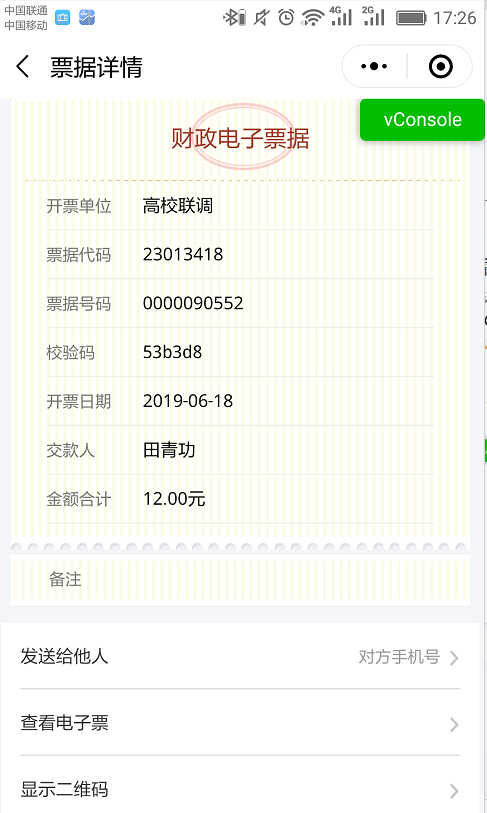 中国联通
中国移动
4G 2G 17:26
票据详情
vConsole
财政电子票据
开票单位 高校联调
票据代码 23013418
票据号码 0000090552
校验码 53b3d8
开票日期 2019-06-18
交款人 田青功
金额合计 12.00元
备注
发送给他人 对方手机号
查看电子票
显示二维码